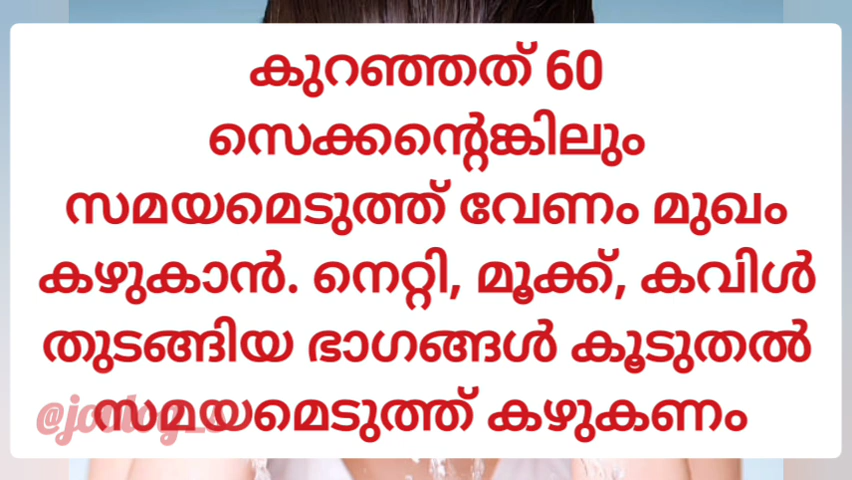 കുറഞ്ഞത് 60
സെക്കന്റെങ്കിലും
സമയമെടുത്ത് വേണം മുഖം
കഴുകാൻ. നെറ്റി, മൂക്ക്, കവിൾ
തുടങ്ങിയ ഭാഗങ്ങൾ കൂടുതൽ
സമയമെടുത്ത് കഴുകണം